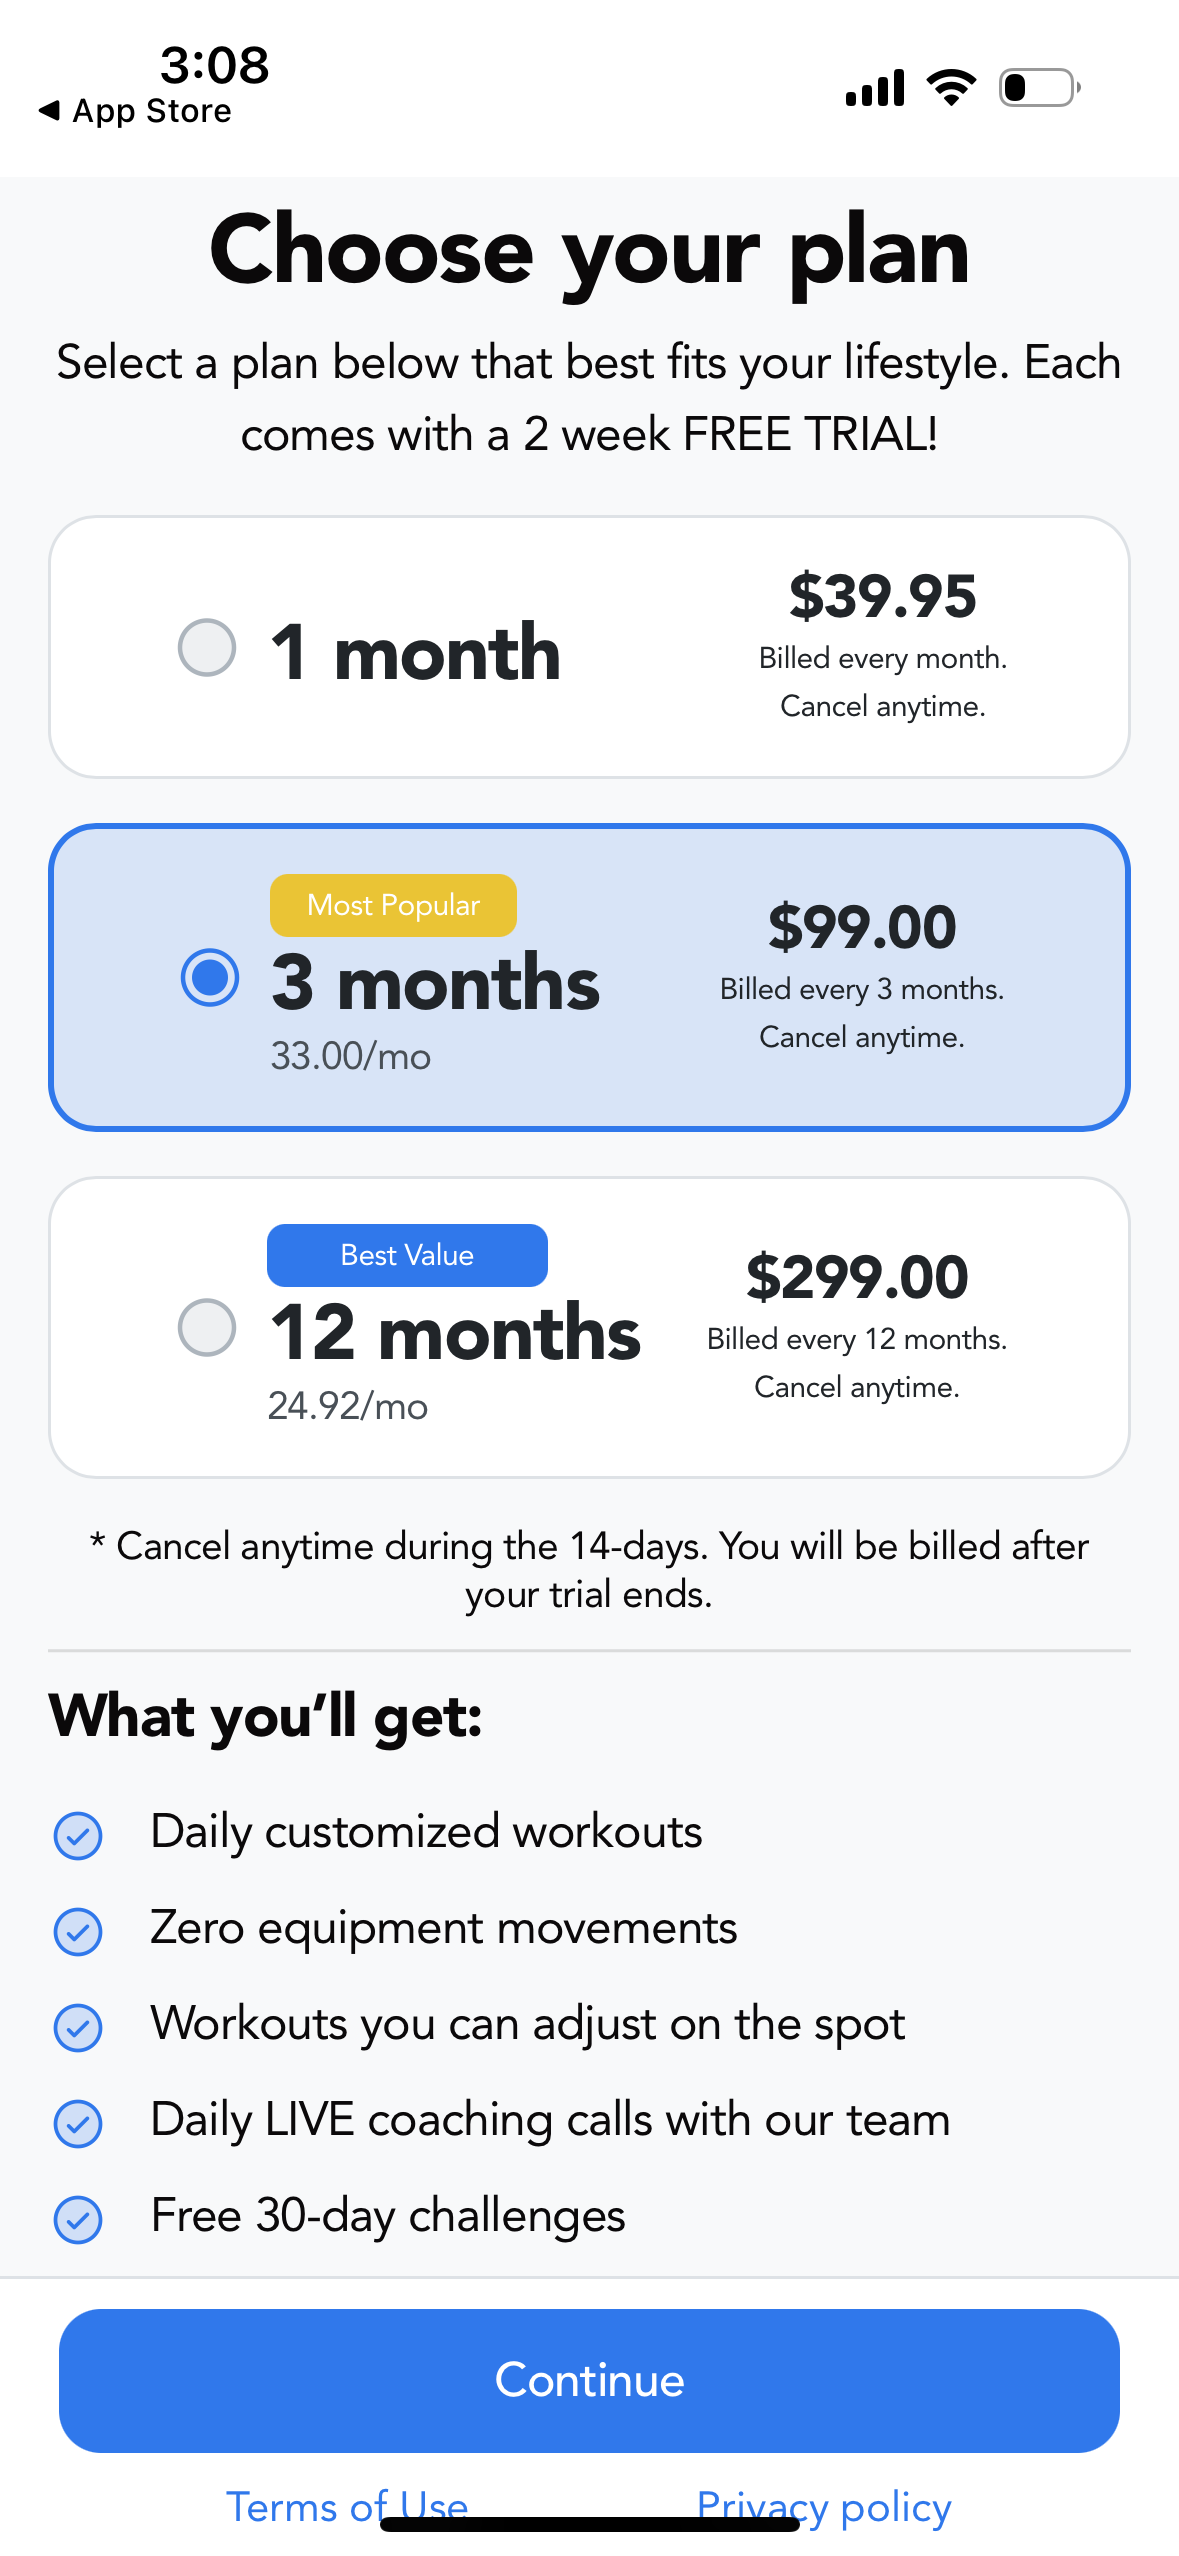 3:08
◀ App Store
Choose your plan
Select a plan below that best fits your lifestyle. Each
comes with a 2 week FREE TRIAL!
1 month
$39.95
Billed every month.
Cancel anytime.
Most Popular
3 months
33.00/mo
$99.00
Billed every 3 months.
Cancel anytime.
Best Value
12 months
24.92/mo
$299.00
Billed every 12 months.
Cancel anytime.
* Cancel anytime during the 14-days. You will be billed after
your trial ends.
What you’ll get:
Daily customized workouts
Zero equipment movements
Workouts you can adjust on the spot
Daily LIVE coaching calls with our team
Free 30-day challenges
Continue
Terms of Use
Privacy policy